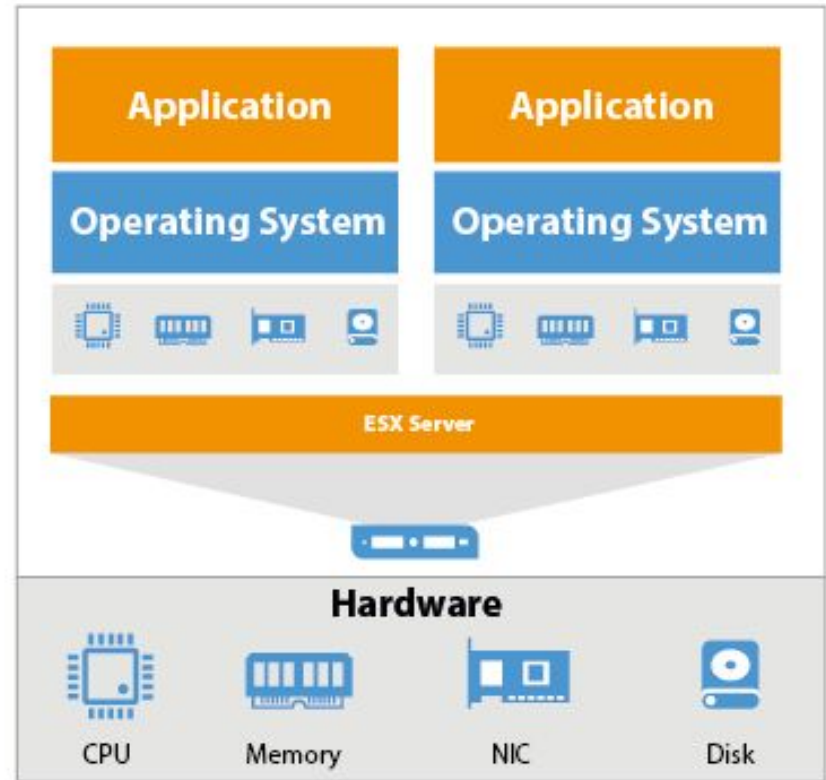 Application
Application
Operating System
Operating System
ESX Server
Hardware
CPU
Memory
NIC
Disk